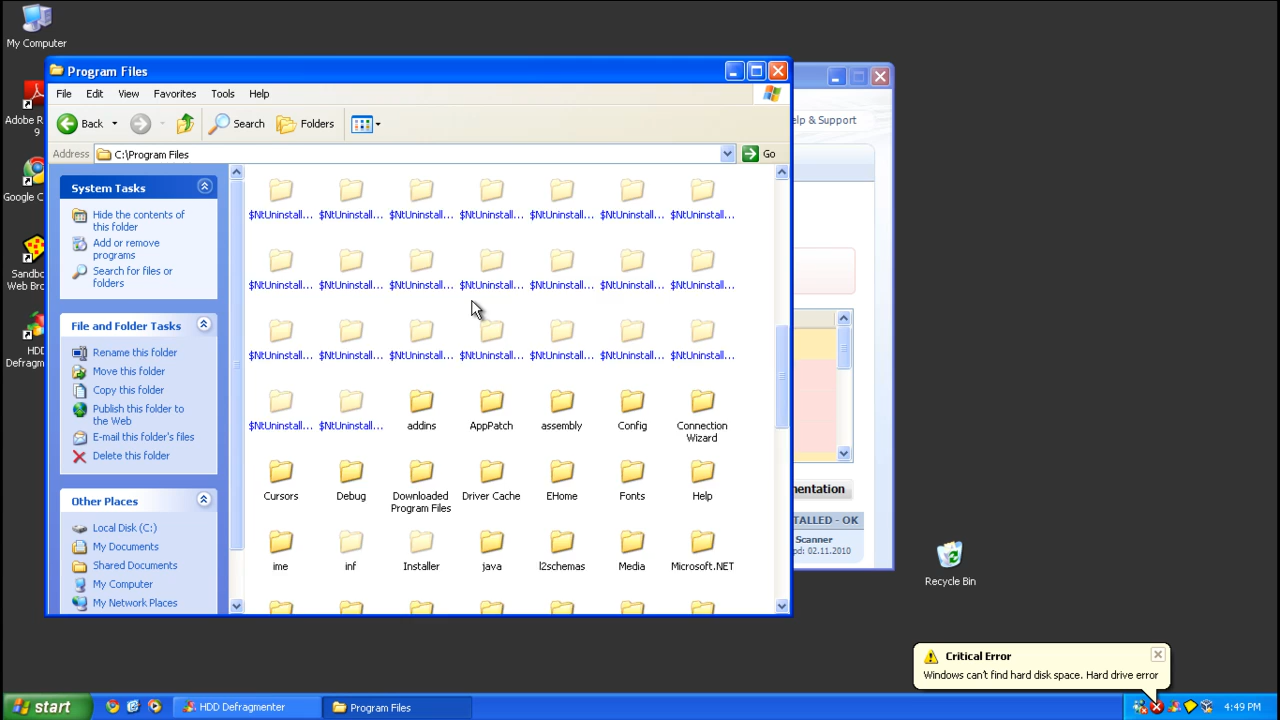 My Computer
Program Files
File Edit View Favorites Tools Help
Back Search Folders
Address C:\Program Files Go
System Tasks
Hide the contents of
this folder
Add or remove
programs
Search for files or
folders
File and Folder Tasks
Rename this folder
Move this folder
Copy this folder
Publish this folder to
the Web
E-mail this folder's files
Delete this folder
Other Places
Local Disk (C:)
My Documents
Shared Documents
My Computer
My Network Places
$NtUninstall... $NtUninstall... $NtUninstall... $NtUninstall... $NtUninstall... $NtUninstall... $NtUninstall...
$NtUninstall... $NtUninstall... $NtUninstall... $NtUninstall... $NtUninstall... $NtUninstall... $NtUninstall...
$NtUninstall... $NtUninstall... $NtUninstall... $NtUninstall... $NtUninstall... $NtUninstall... $NtUninstall...
$NtUninstall... $NtUninstall... addins AppPatch assembly Config Connection
Wizard
Cursors Debug Downloaded Driver Cache EHome Fonts Help
Program Files
ime inf Installer java l2schemas Media Microsoft.NET
Adobe R
9
Google C
Sandbo
Web Bro
HDD
Defragm
elp & Support
mentation
TALLED - OK
Scanner
pd: 02.11.2010
Recycle Bin
Critical Error
Windows can't find hard disk space. Hard drive error
start HDD Defragmenter Program Files 4:49 PM